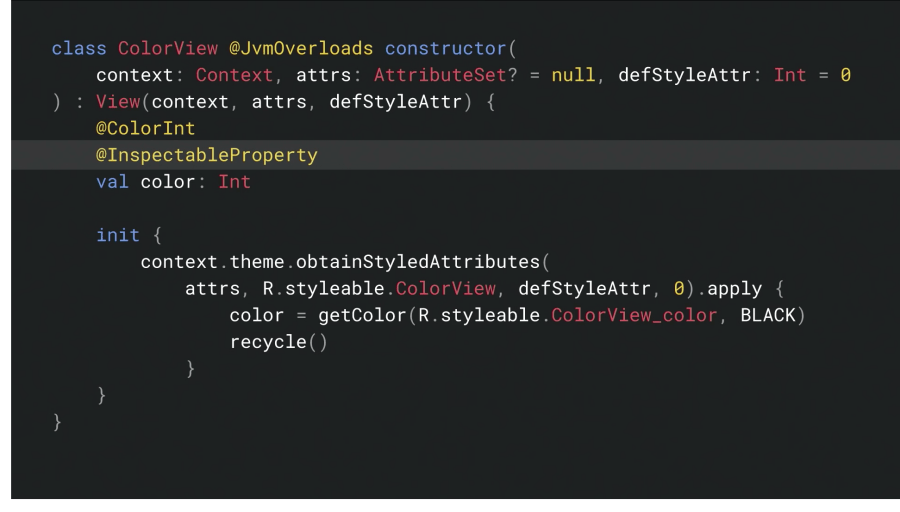 class ColorView @JvmOverloads constructor(
    context: Context, attrs: AttributeSet? = null, defStyleAttr: Int = 0
) : View(context, attrs, defStyleAttr) {
    @ColorInt
    @InspectableProperty
    val color: Int

    init {
        context.theme.obtainStyledAttributes(
            attrs, R.styleable.ColorView, defStyleAttr, 0).apply {
                color = getColor(R.styleable.ColorView_color, BLACK)
                recycle()
            }
    }
}